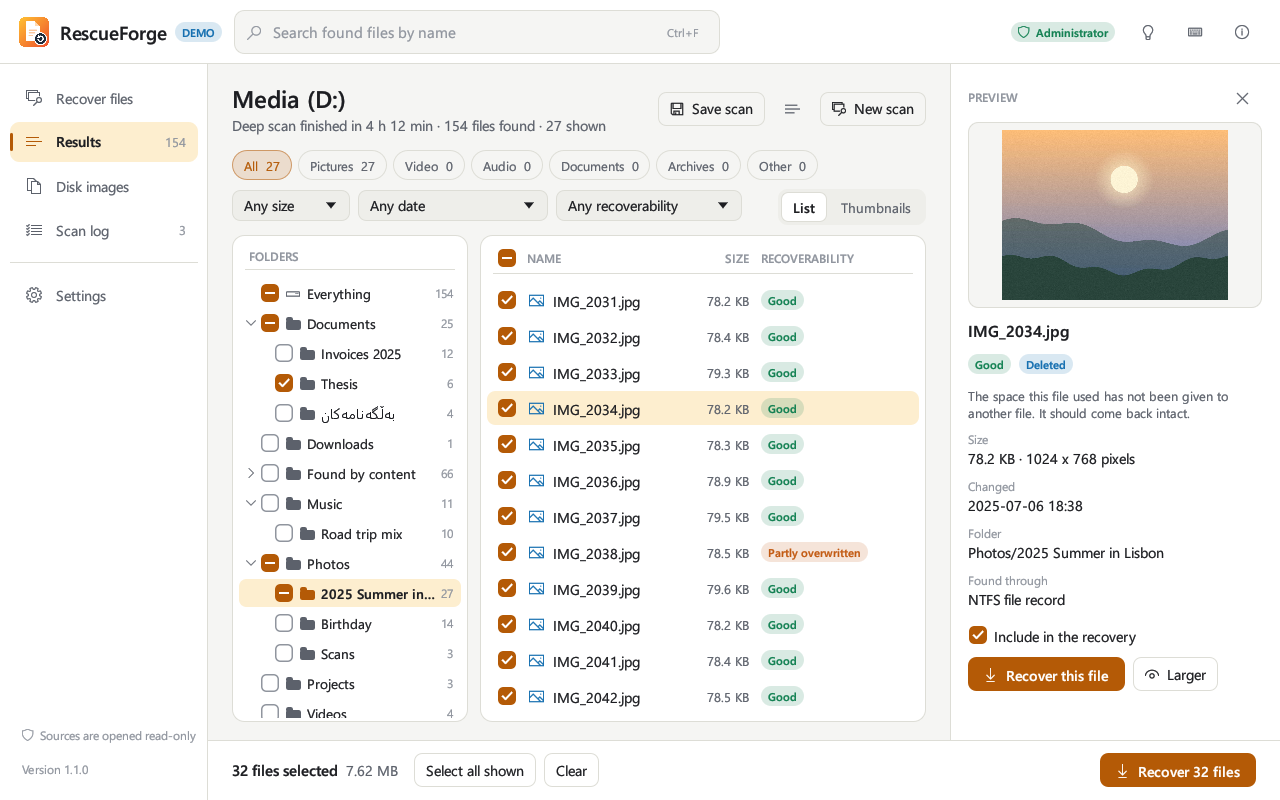 RescueForge DEMO
Search found files by name Ctrl+F
Administrator
Recover files
Results 154
Disk images
Scan log 3
Settings
Sources are opened read-only
Version 1.1.0
Media (D:)
Deep scan finished in 4 h 12 min · 154 files found · 27 shown
Save scan
New scan
All 27
Pictures 27
Video 0
Audio 0
Documents 0
Archives 0
Other 0
Any size
Any date
Any recoverability
List
Thumbnails
FOLDERS
Everything 154
Documents 25
Invoices 2025 12
Thesis 6
بەڵگەنامەکان 4
Downloads 1
Found by content 66
Music 11
Road trip mix 10
Photos 44
2025 Summer in... 27
Birthday 14
Scans 3
Projects 3
Videos 4
NAME SIZE RECOVERABILITY
IMG_2031.jpg 78.2 KB Good
IMG_2032.jpg 78.4 KB Good
IMG_2033.jpg 79.3 KB Good
IMG_2034.jpg 78.2 KB Good
IMG_2035.jpg 78.3 KB Good
IMG_2036.jpg 78.9 KB Good
IMG_2037.jpg 79.5 KB Good
IMG_2038.jpg 78.5 KB Partly overwritten
IMG_2039.jpg 79.6 KB Good
IMG_2040.jpg 78.2 KB Good
IMG_2041.jpg 78.4 KB Good
IMG_2042.jpg 78.5 KB Good
PREVIEW
IMG_2034.jpg
Good Deleted
The space this file used has not been given to
another file. It should come back intact.
Size
78.2 KB · 1024 x 768 pixels
Changed
2025-07-06 18:38
Folder
Photos/2025 Summer in Lisbon
Found through
NTFS file record
Include in the recovery
Recover this file
Larger
32 files selected 7.62 MB
Select all shown
Clear
Recover 32 files